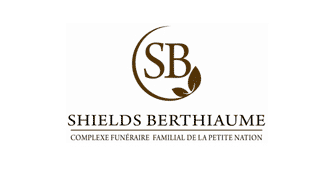 SB
SHIELDS BERTHIAUME
COMPLEXE FUNÉRAIRE FAMILIAL DE LA PETITE NATION